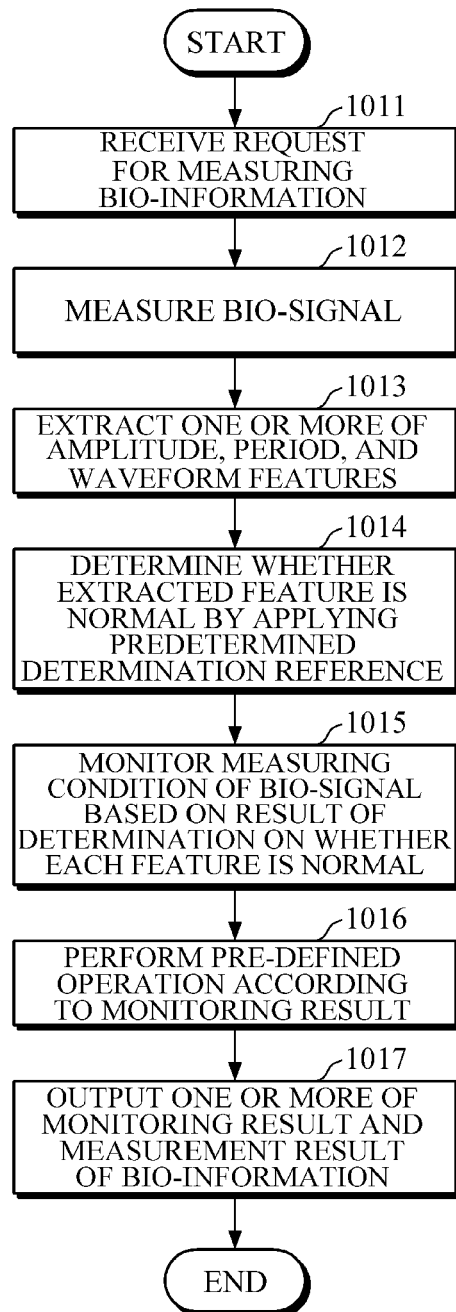 START
1011
RECEIVE REQUEST
FOR MEASURING
BIO-INFORMATION
1012
MEASURE BIO-SIGNAL
1013
EXTRACT ONE OR MORE OF
AMPLITUDE, PERIOD, AND
WAVEFORM FEATURES
1014
DETERMINE WHETHER
EXTRACTED FEATURE IS
NORMAL BY APPLYING
PREDETERMINED
DETERMINATION REFERENCE
1015
MONITOR MEASURING
CONDITION OF BIO-SIGNAL
BASED ON RESULT OF
DETERMINATION ON WHETHER
EACH FEATURE IS NORMAL
1016
PERFORM PRE-DEFINED
OPERATION ACCORDING
TO MONITORING RESULT
1017
OUTPUT ONE OR MORE OF
MONITORING RESULT AND
MEASUREMENT RESULT
OF BIO-INFORMATION
END